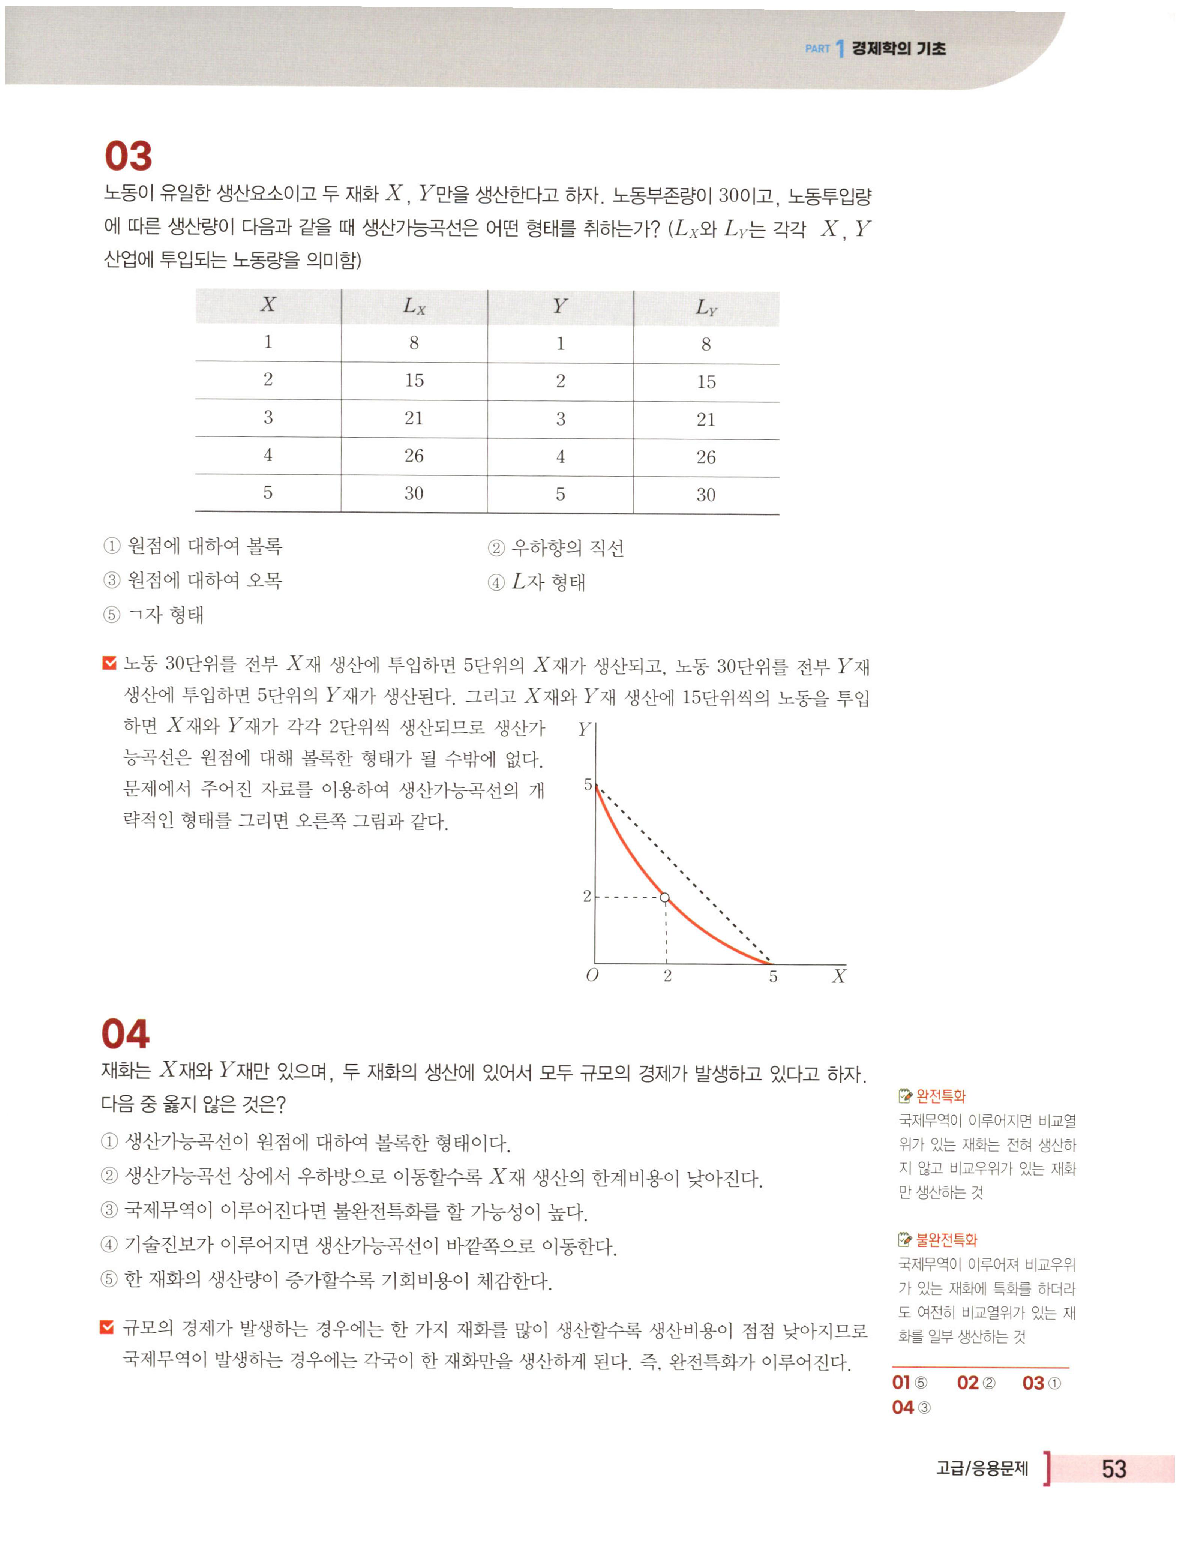 PART 1 경제학의 기초
03
노동이 유일한 생산요소이고 두 재화 X, Y만을 생산한다고 하자. 노동부존량이 30이고, 노동투입량
에 따른 생산량이 다음과 같을 때 생산가능곡선은 어떤 형태를 취하는가? (L_X와 L_Y는 각각 X, Y
산업에 투입되는 노동량을 의미함)
X L_X Y L_Y
1 8 1 8
2 15 2 15
3 21 3 21
4 26 4 26
5 30 5 30
① 원점에 대하여 볼록 ② 우하향의 직선
③ 원점에 대하여 오목 ④ L자 형태
⑤ ㄱ자 형태
노동 30단위를 전부 X재 생산에 투입하면 5단위의 X재가 생산되고, 노동 30단위를 전부 Y재
생산에 투입하면 5단위의 Y재가 생산된다. 그리고 X재와 Y재 생산에 15단위씩의 노동을 투입
하면 X재와 Y재가 각각 2단위씩 생산되므로 생산가
능곡선은 원점에 대해 볼록한 형태가 될 수밖에 없다.
문제에서 주어진 자료를 이용하여 생산가능곡선의 개
략적인 형태를 그리면 오른쪽 그림과 같다.
Y
5
2
O 2 5 X
04
재화는 X재와 Y재만 있으며, 두 재화의 생산에 있어서 모두 규모의 경제가 발생하고 있다고 하자.
다음 중 옳지 않은 것은?
① 생산가능곡선이 원점에 대하여 볼록한 형태이다.
② 생산가능곡선 상에서 우하방으로 이동할수록 X재 생산의 한계비용이 낮아진다.
③ 국제무역이 이루어진다면 불완전특화를 할 가능성이 높다.
④ 기술진보가 이루어지면 생산가능곡선이 바깥쪽으로 이동한다.
⑤ 한 재화의 생산량이 증가할수록 기회비용이 체감한다.
규모의 경제가 발생하는 경우에는 한 가지 재화를 많이 생산할수록 생산비용이 점점 낮아지므로
국제무역이 발생하는 경우에는 각국이 한 재화만을 생산하게 된다. 즉, 완전특화가 이루어진다.
완전특화
국제무역이 이루어지면 비교열
위가 있는 재화는 전혀 생산하
지 않고 비교우위가 있는 재화
만 생산하는 것
불완전특화
국제무역이 이루어져 비교우위
가 있는 재화에 특화를 하더라
도 여전히 비교열위가 있는 재
화를 일부 생산하는 것
01 ⑤ 02 ② 03 ①
04 ③
고급/응용문제 53